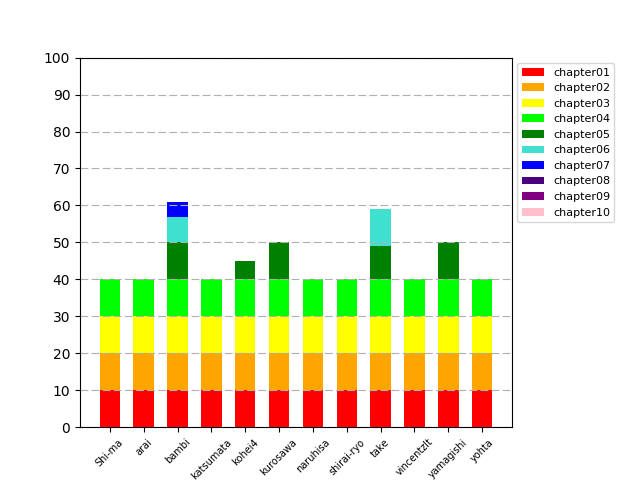 100
90
80
70
60
50
40
30
20
10
0
Shi-ma
arai
bambi
katsumata
kohei4
kurosawa
naruhisa
shirai-ryo
take
vincentzlt
yamagishi
yohta
chapter01
chapter02
chapter03
chapter04
chapter05
chapter06
chapter07
chapter08
chapter09
chapter10